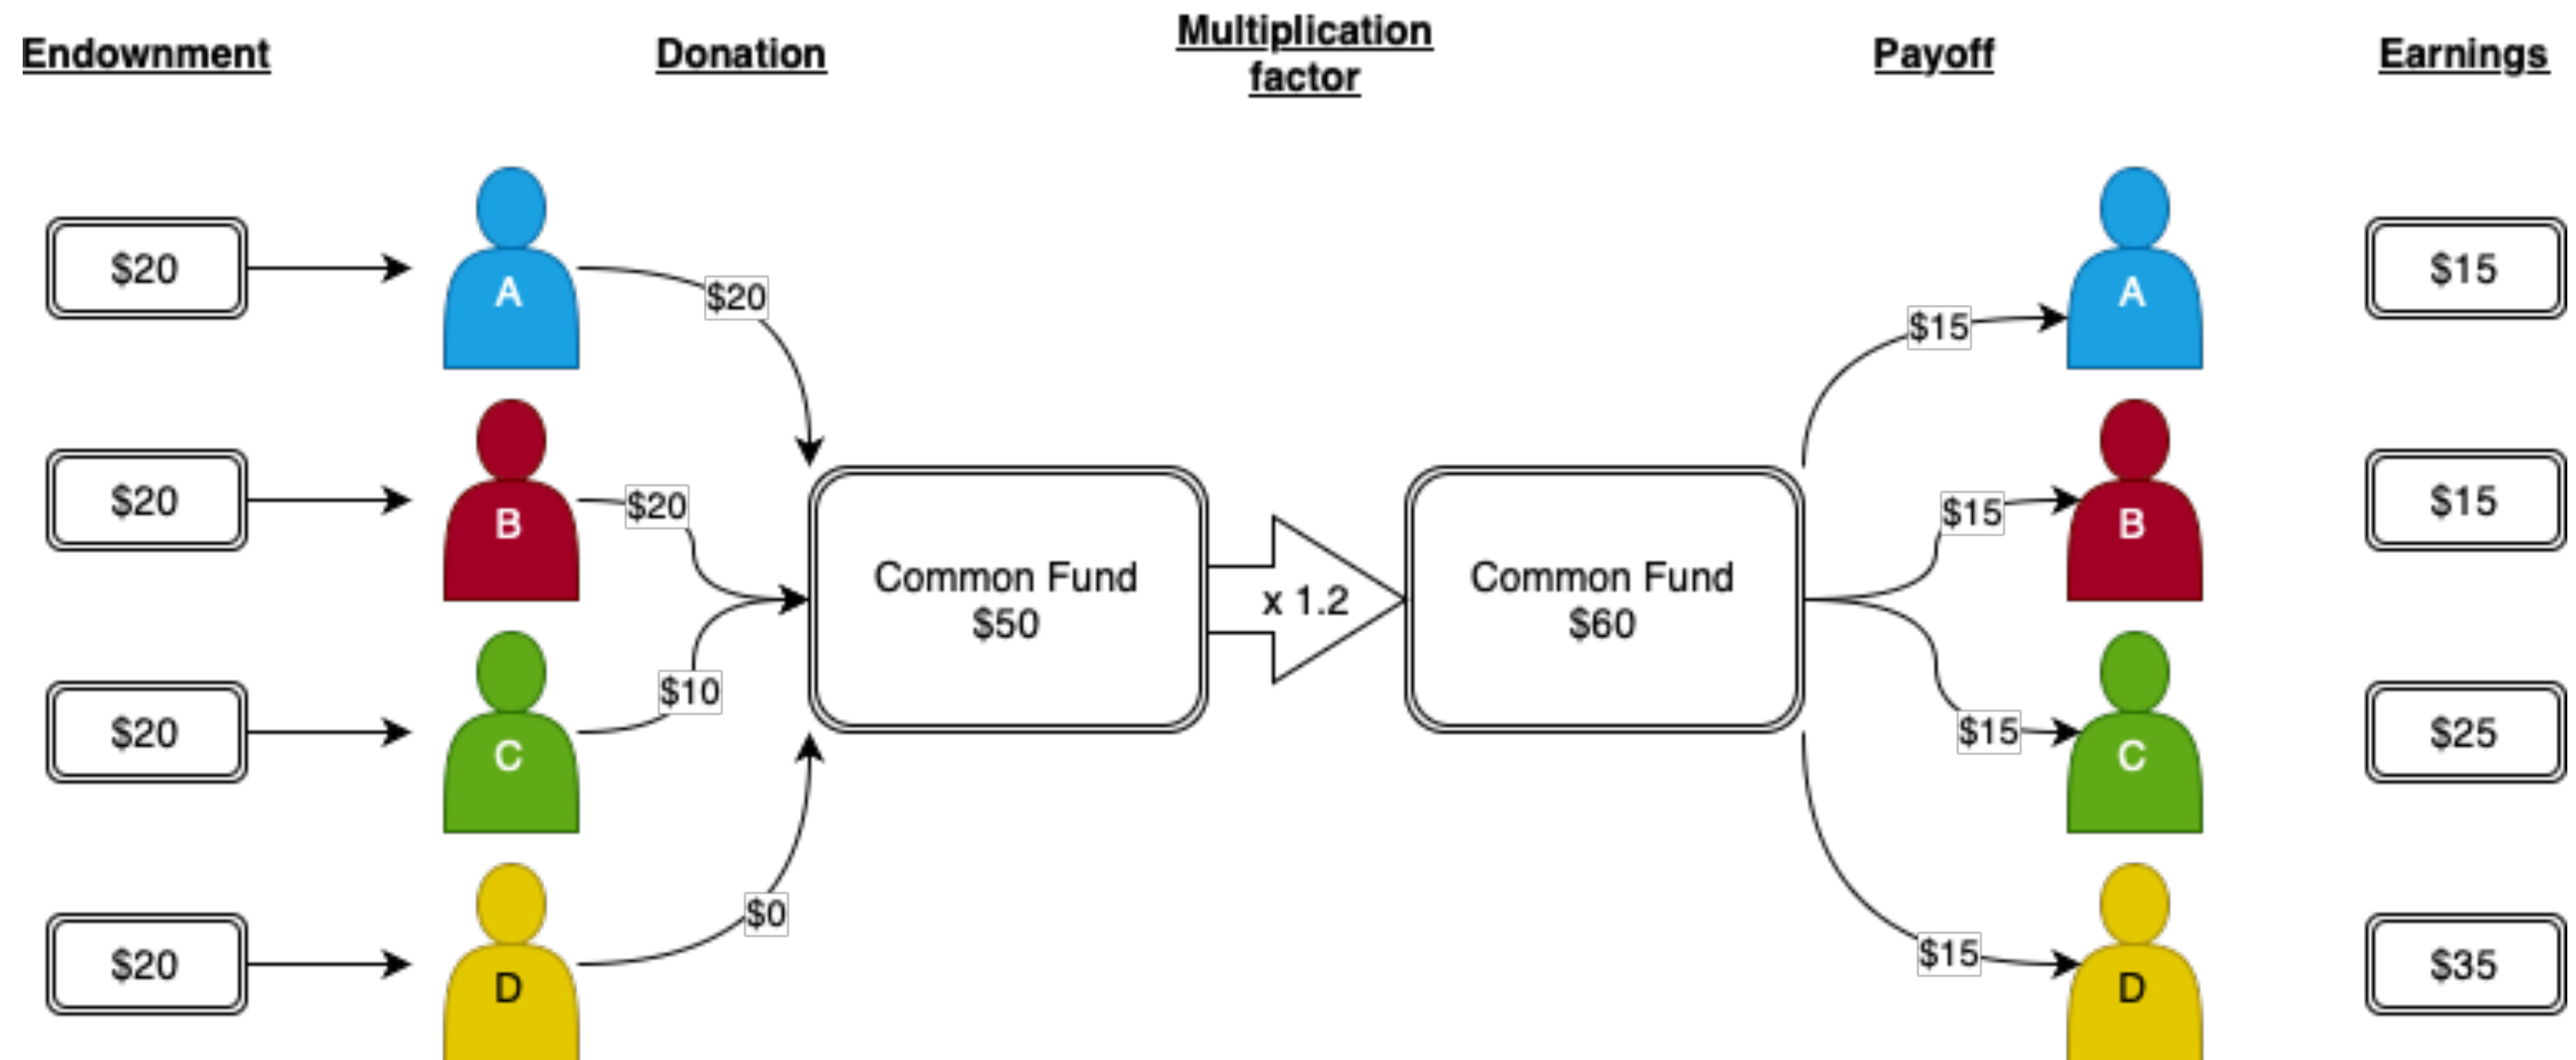 Endownment
Donation
Multiplication
factor
Payoff
Earnings
$20
A
$20
$15
A
$15
$20
B
$20
$15
B
$15
Common Fund
$50
x 1.2
Common Fund
$60
$20
C
$10
$15
C
$25
$20
D
$0
$15
D
$35